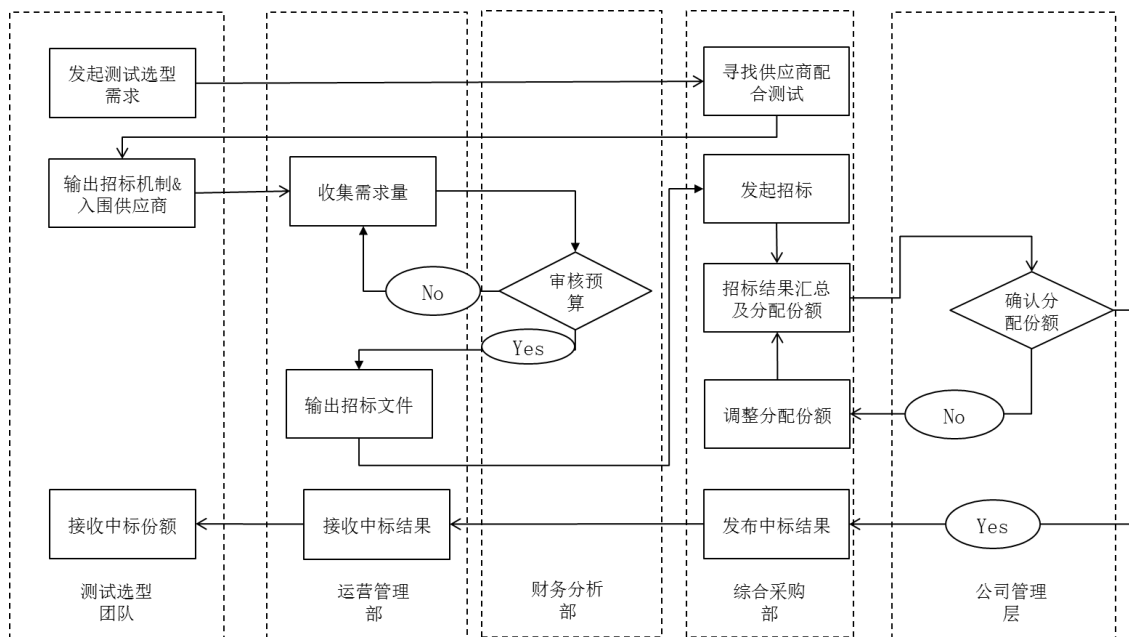 发起测试选型
需求
寻找供应商配
合测试
输出招标机制&
入围供应商
收集需求量
发起招标
审核预
算
招标结果汇总
及分配份额
确认分
配份额
No
Yes
输出招标文件
调整分配份额
No
接收中标份额
接收中标结果
发布中标结果
Yes
测试选型
团队
运营管理
部
财务分析
部
综合采购
部
公司管理
层